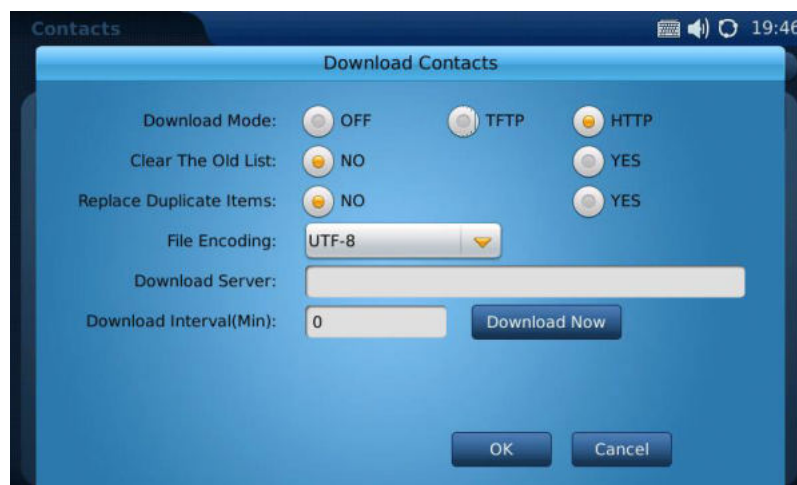 Contacts 19:46
Download Contacts
Download Mode: OFF TFTP HTTP
Clear The Old List: NO YES
Replace Duplicate Items: NO YES
File Encoding: UTF-8
Download Server:
Download Interval(Min): 0 Download Now
OK Cancel